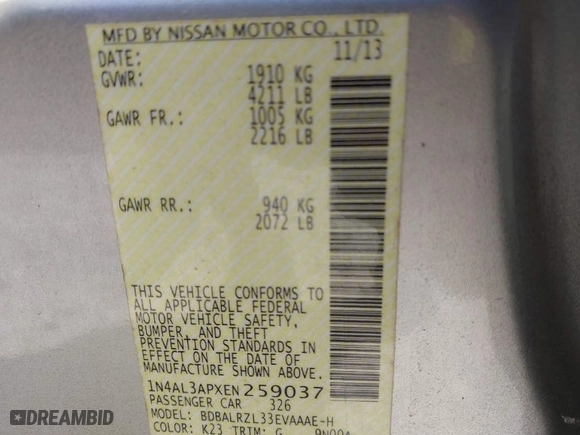 MFD BY NISSAN MOTOR CO., LTD.
DATE: 11/13
GVWR: 1910 KG
4211 LB
GAWR FR.: 1005 KG
2216 LB
GAWR RR.: 940 KG
2072 LB
THIS VEHICLE CONFORMS TO
ALL APPLICABLE FEDERAL
MOTOR VEHICLE SAFETY,
BUMPER, AND THEFT
PREVENTION STANDARDS
IN EFFECT ON THE DATE OF
MANUFACTURE SHOWN ABOVE.
1N4AL3APXEN259037
PASSENGER CAR 326
MODEL: BDBALRZL33EVAAAE-H
COLOR: K23 TRIM: G
DREAMBID
DREAMBID.COM